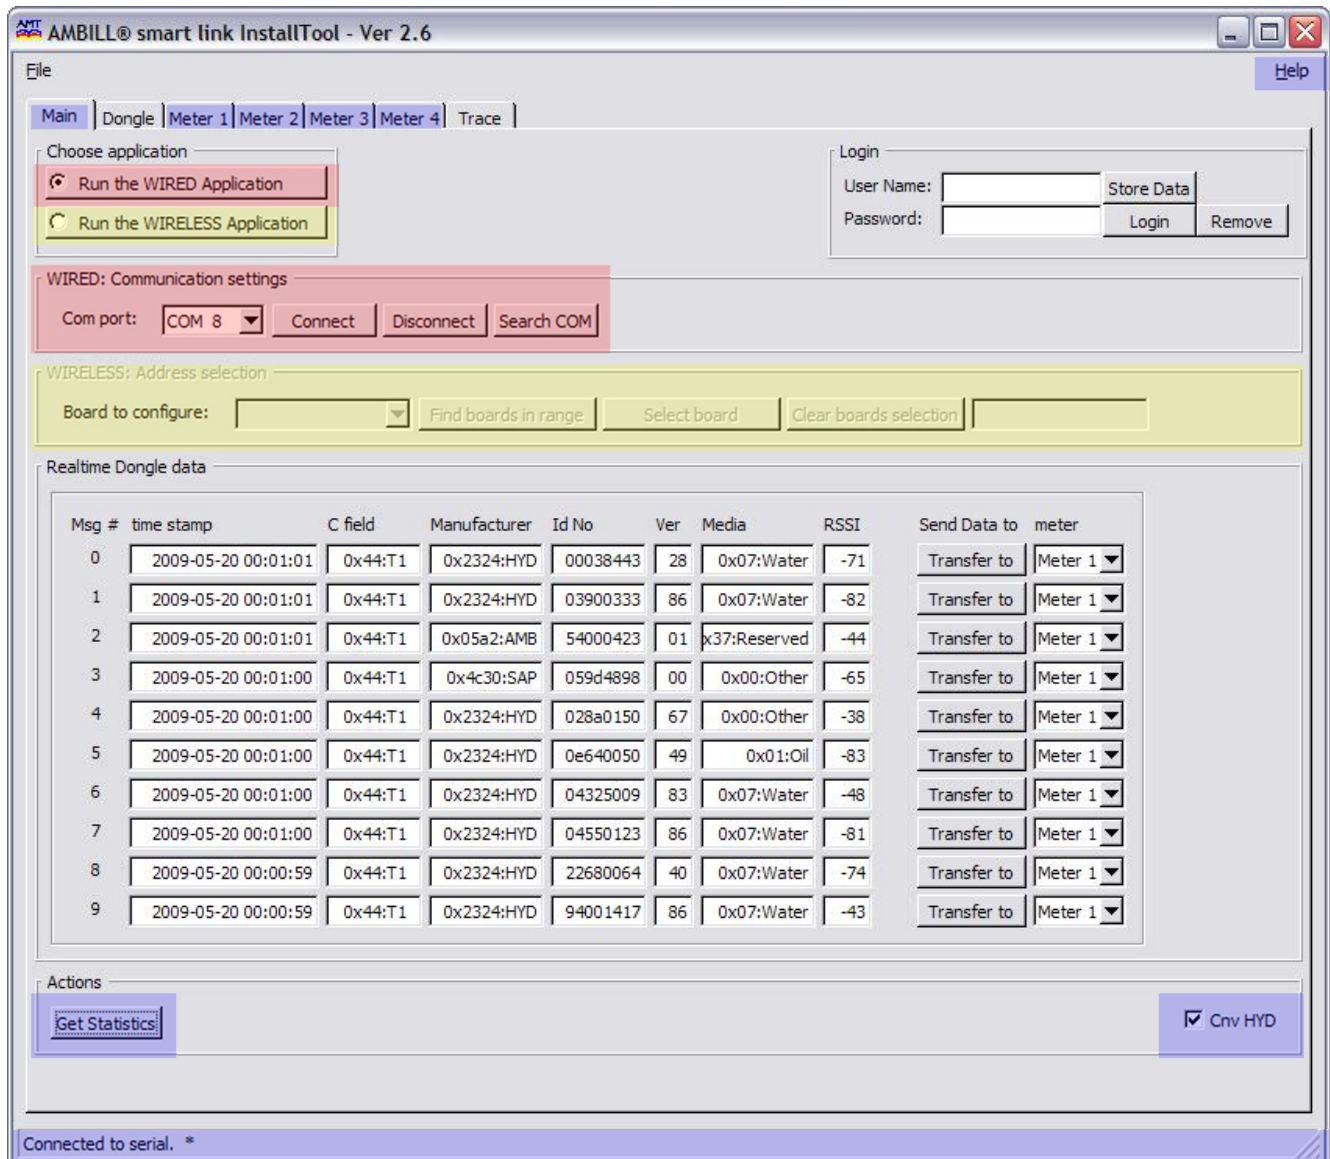 AMT
AMBILL® smart link InstallTool - Ver 2.6
File Help
Main Dongle Meter 1 Meter 2 Meter 3 Meter 4 Trace
Choose application
Run the WIRED Application
Run the WIRELESS Application
Login
User Name: Store Data
Password: Login Remove
WIRED: Communication settings
Com port: COM 8 Connect Disconnect Search COM
WIRELESS: Address selection
Board to configure: Find boards in range Select board Clear boards selection
Realtime Dongle data
Msg # time stamp C field Manufacturer Id No Ver Media RSSI Send Data to meter
0 2009-05-20 00:01:01 0x44:T1 0x2324:HYD 00038443 28 0x07:Water -71 Transfer to Meter 1
1 2009-05-20 00:01:01 0x44:T1 0x2324:HYD 03900333 86 0x07:Water -82 Transfer to Meter 1
2 2009-05-20 00:01:01 0x44:T1 0x05a2:AMB 54000423 01 x37:Reserved -44 Transfer to Meter 1
3 2009-05-20 00:01:00 0x44:T1 0x4c30:SAP 059d4898 00 0x00:Other -65 Transfer to Meter 1
4 2009-05-20 00:01:00 0x44:T1 0x2324:HYD 028a0150 67 0x00:Other -38 Transfer to Meter 1
5 2009-05-20 00:01:00 0x44:T1 0x2324:HYD 0e640050 49 0x01:Oil -83 Transfer to Meter 1
6 2009-05-20 00:01:00 0x44:T1 0x2324:HYD 04325009 83 0x07:Water -48 Transfer to Meter 1
7 2009-05-20 00:01:00 0x44:T1 0x2324:HYD 04550123 86 0x07:Water -81 Transfer to Meter 1
8 2009-05-20 00:00:59 0x44:T1 0x2324:HYD 22680064 40 0x07:Water -74 Transfer to Meter 1
9 2009-05-20 00:00:59 0x44:T1 0x2324:HYD 94001417 86 0x07:Water -43 Transfer to Meter 1
Actions
Get Statistics Cnv HYD
Connected to serial. *